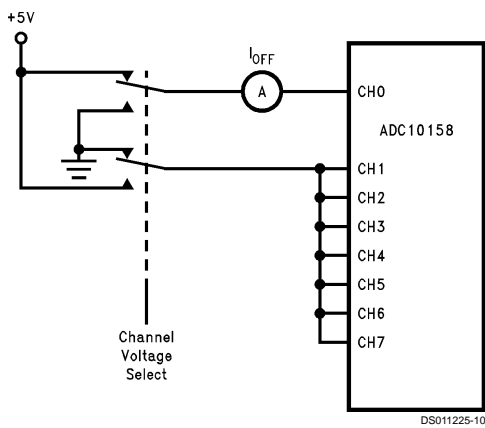 +5V
I_OFF
A
CH0
ADC10158
CH1
CH2
CH3
CH4
CH5
CH6
CH7
Channel
Voltage
Select
DS011225-10